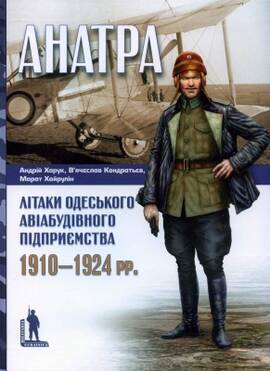 АНАТРА
Андрій Харук, В'ячеслав Кондратьєв,
Марат Хайрулін
ЛІТАКИ ОДЕСЬКОГО
АВІАБУДІВНОГО
ПІДПРИЄМСТВА
1910–1924 РР.